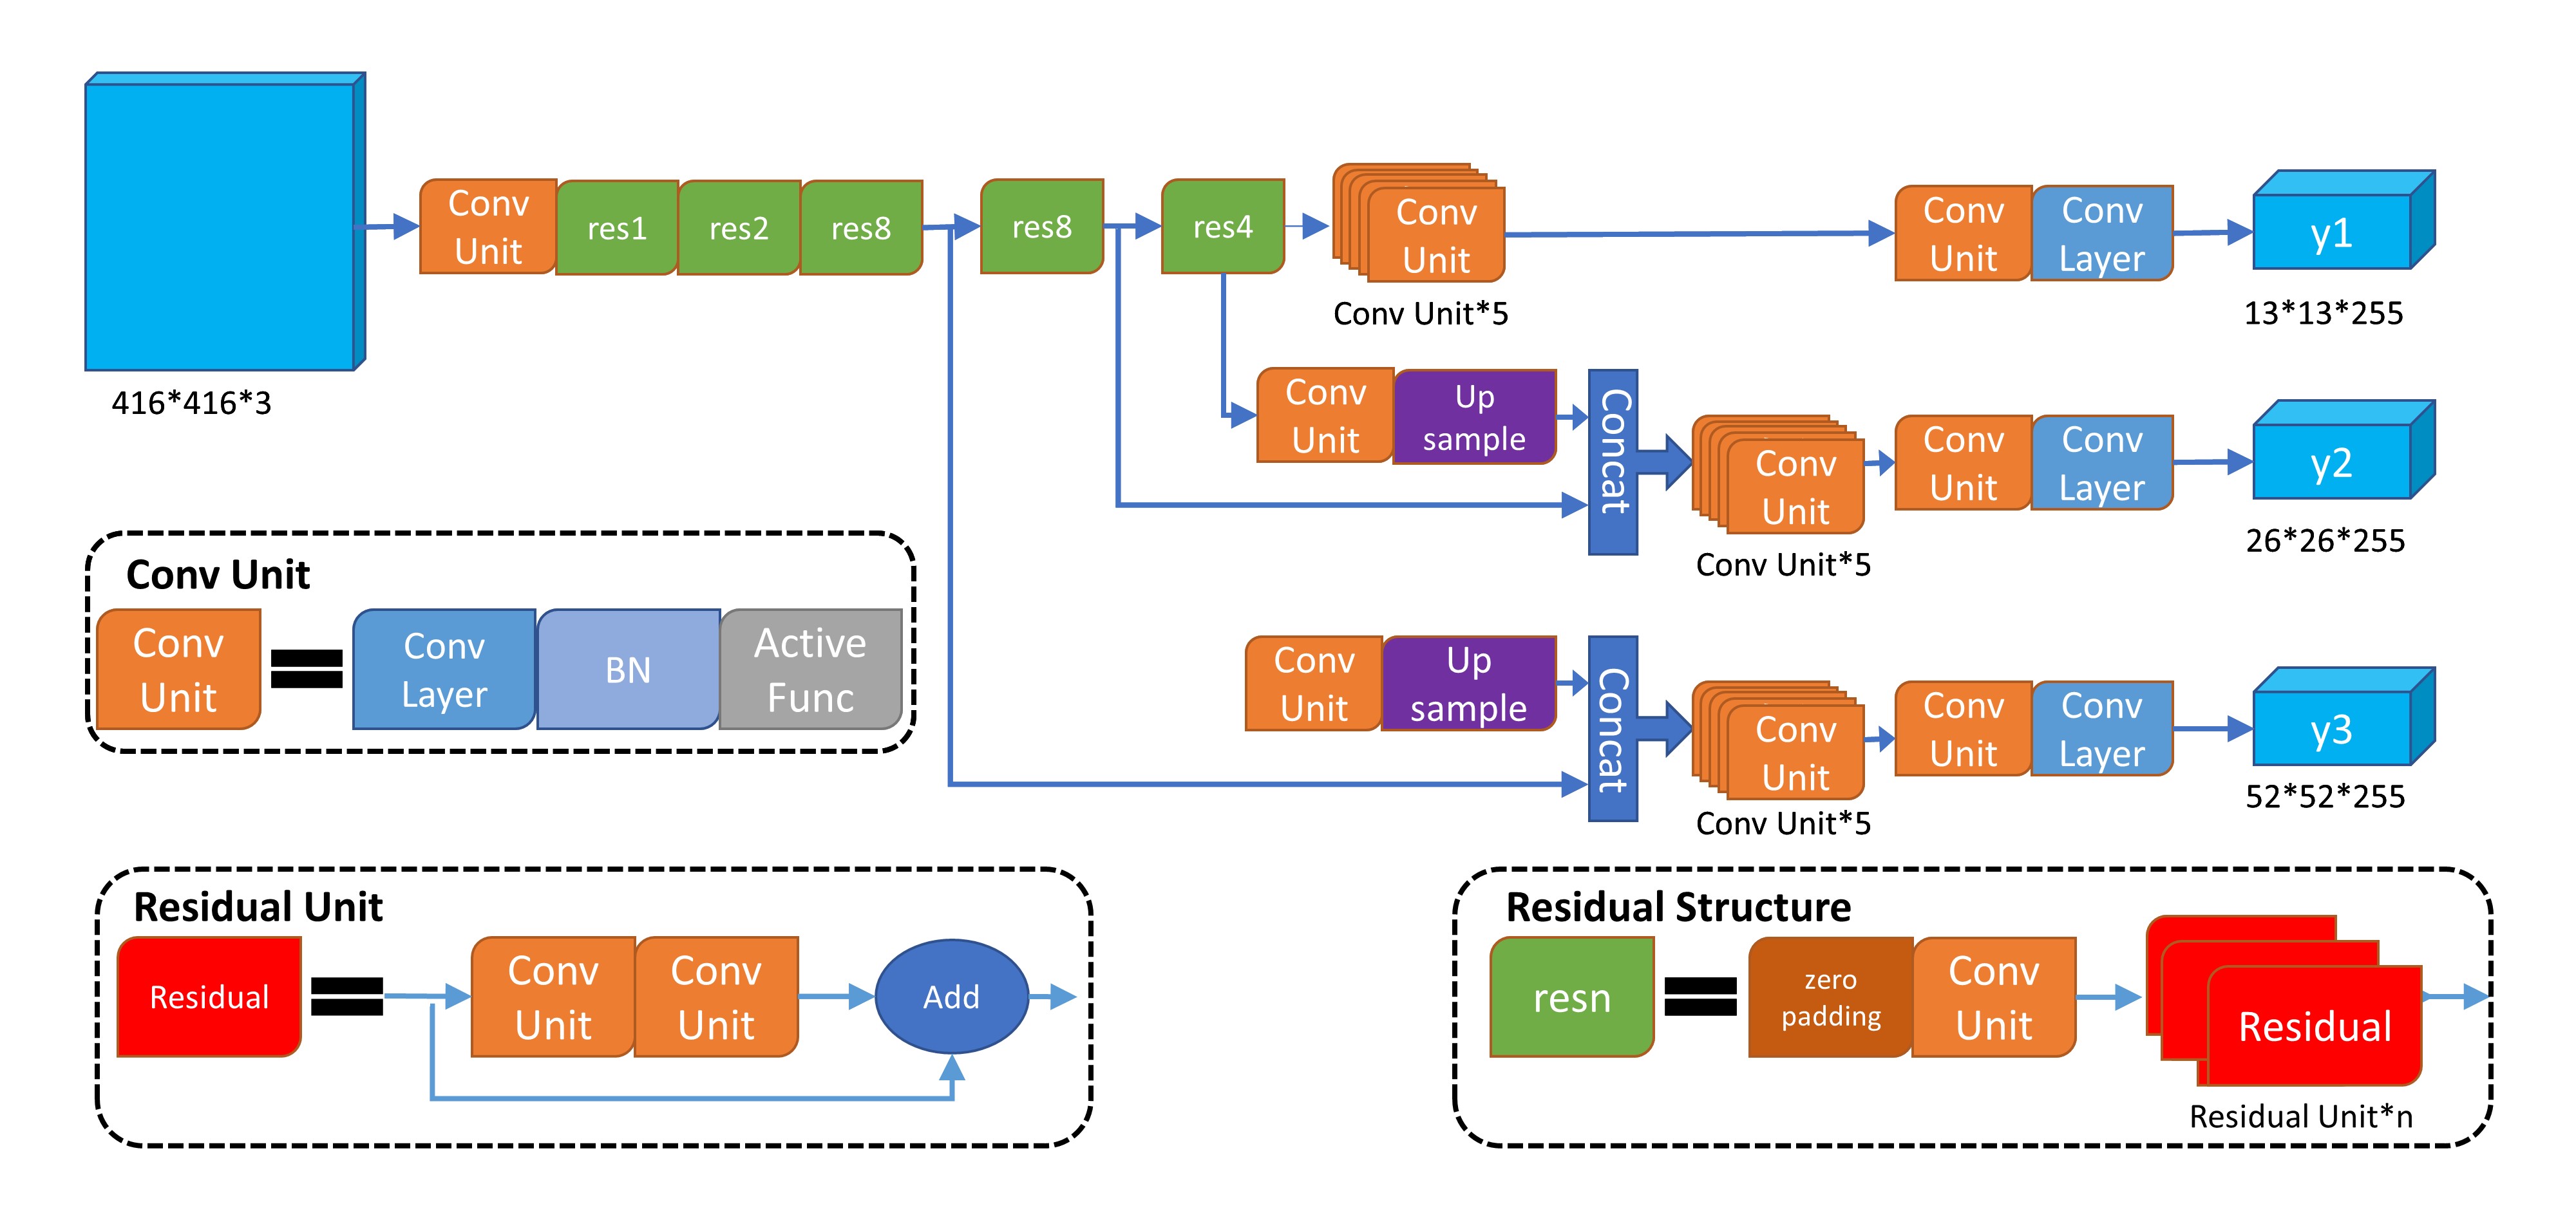 Conv
Unit
res1
res2
res8
res8
res4
Conv
Unit
Conv Unit*5
Conv
Unit
Conv
Layer
y1
13*13*255
416*416*3
Conv
Unit
Up
sample
Concat
Conv
Unit
Conv Unit*5
Conv
Unit
Conv
Layer
y2
26*26*255
Conv Unit
Conv
Unit
Conv
Layer
BN
Active
Func
Conv
Unit
Up
sample
Concat
Conv
Unit
Conv Unit*5
Conv
Unit
Conv
Layer
y3
52*52*255
Residual Unit
Residual
Conv
Unit
Conv
Unit
Add
Residual Structure
resn
zero
padding
Conv
Unit
Residual
Residual Unit*n